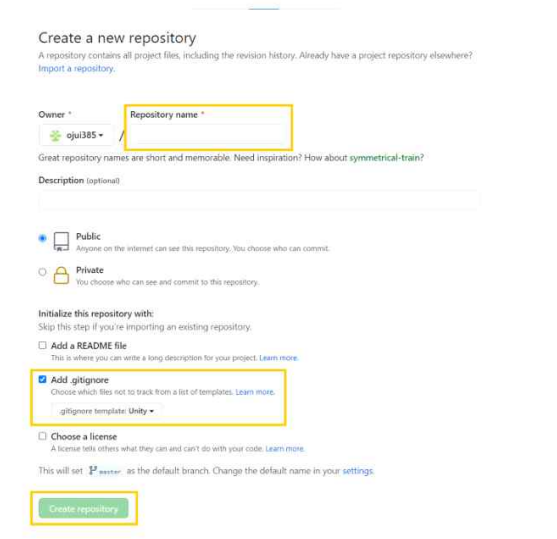 Create a new repository
A repository contains all project files, including the revision history. Already have a project repository elsewhere?
Import a repository.
Owner *
Repository name *
ojui385 /
Great repository names are short and memorable. Need inspiration? How about symmetrical-train?
Description (optional)
Public
Anyone on the internet can see this repository. You choose who can commit.
Private
You choose who can see and commit to this repository.
Initialize this repository with:
Skip this step if you're importing an existing repository.
Add a README file
This is where you can write a long description for your project. Learn more.
Add .gitignore
Choose which files not to track from a list of templates. Learn more.
.gitignore template: Unity
Choose a license
A license tells others what they can and can't do with your code. Learn more.
This will set master as the default branch. Change the default name in your settings.
Create repository